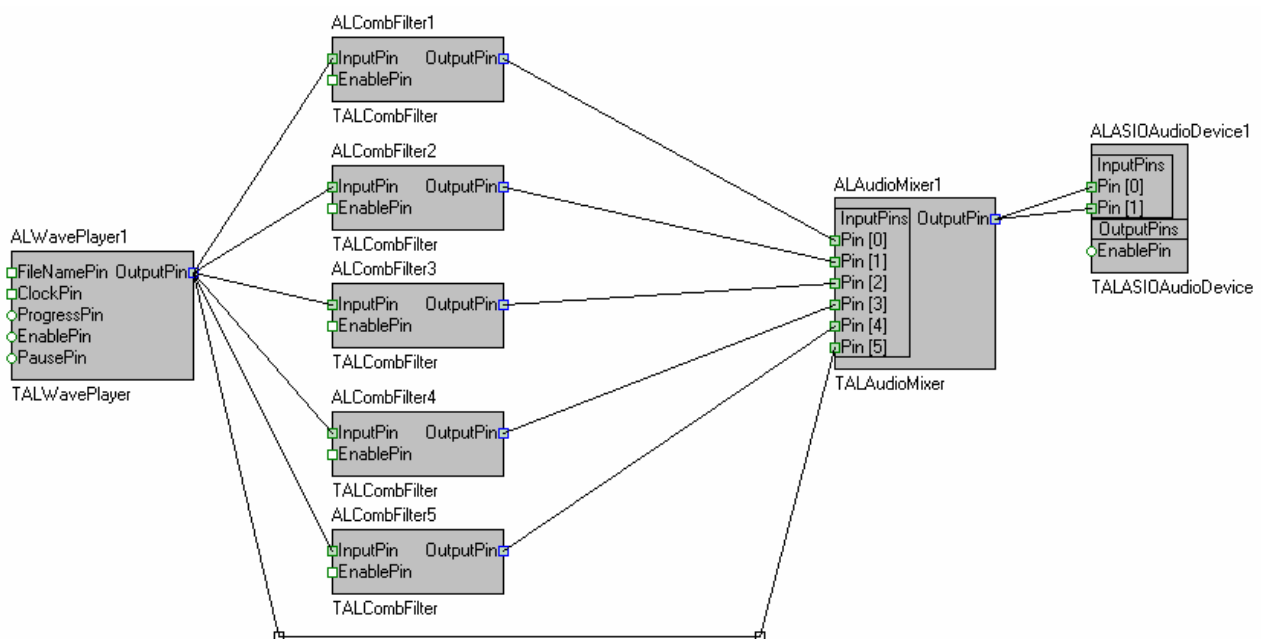 ALWavePlayer1
FileNamePin OutputPin
ClockPin
ProgressPin
EnablePin
PausePin
TALWavePlayer
ALCombFilter1
InputPin OutputPin
EnablePin
TALCombFilter
ALCombFilter2
InputPin OutputPin
EnablePin
TALCombFilter
ALCombFilter3
InputPin OutputPin
EnablePin
TALCombFilter
ALCombFilter4
InputPin OutputPin
EnablePin
TALCombFilter
ALCombFilter5
InputPin OutputPin
EnablePin
TALCombFilter
ALAudioMixer1
InputPins OutputPin
Pin [0]
Pin [1]
Pin [2]
Pin [3]
Pin [4]
Pin [5]
TALAudioMixer
ALASIOAudioDevice1
InputPins
Pin [0]
Pin [1]
OutputPins
EnablePin
TALASIOAudioDevice